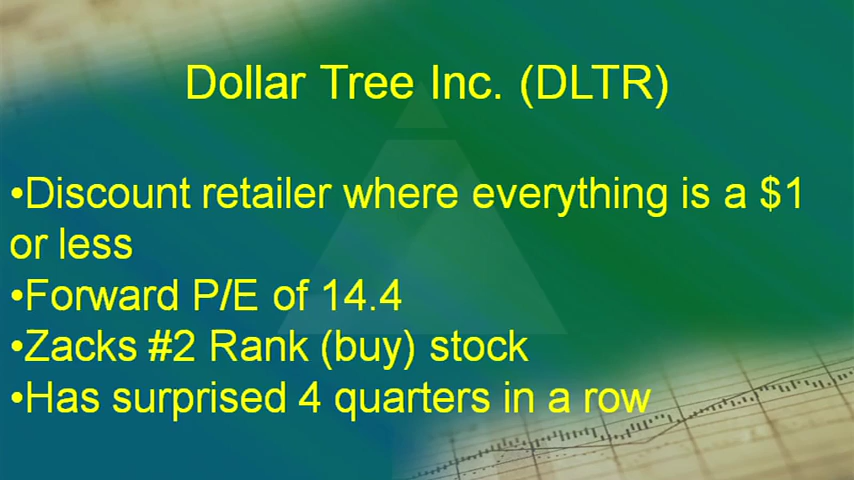 Dollar Tree Inc. (DLTR)
•Discount retailer where everything is a $1
or less
•Forward P/E of 14.4
•Zacks #2 Rank (buy) stock
•Has surprised 4 quarters in a row